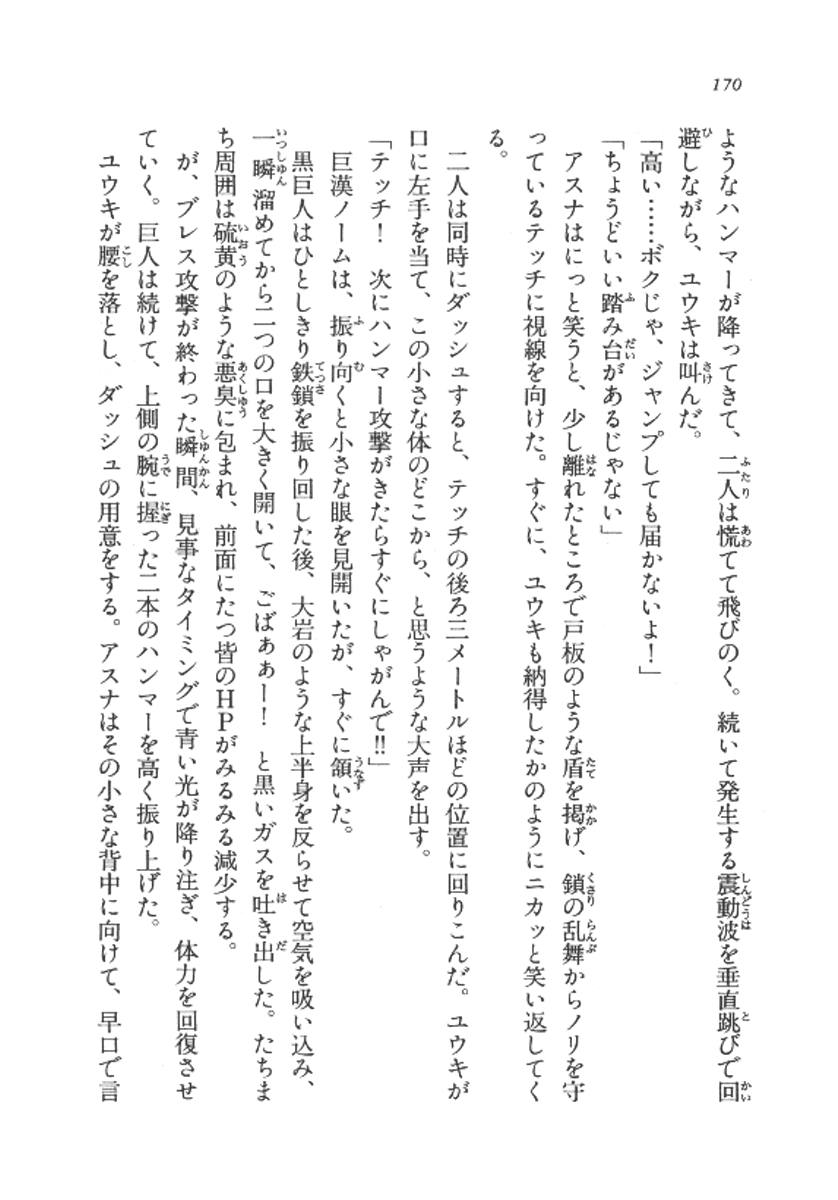 170
ようなハンマーが降ってきて、二人は慌てて飛びのく。続いて発生する震動波を垂直跳びで回
避しながら、ユウキは叫んだ。
「高い……ボクじゃ、ジャンプしても届かないよ！」
「ちょうどいい踏み台があるじゃない」
アスナはにっと笑うと、少し離れたところで戸板のような盾を掲げ、鎖の乱舞からノリを守
っているテッチに視線を向けた。すぐに、ユウキも納得したかのようにニカッと笑い返してく
る。
二人は同時にダッシュすると、テッチの後ろ三メートルほどの位置に回りこんだ。ユウキが
口に左手を当て、この小さな体のどこから、と思うような大声を出す。
「テッチ！　次にハンマー攻撃がきたらすぐにしゃがんで!!」
巨漢ノームは、振り向くと小さな眼を見開いたが、すぐに頷いた。
黒巨人はひとしきり鉄鎖を振り回した後、大岩のような上半身を反らせて空気を吸い込み、
一瞬溜めてから二つの口を大きく開いて、ごばぁぁー！　と黒いガスを吐き出した。たちま
ち周囲は硫黄のような悪臭に包まれ、前面にたつ皆のＨＰがみるみる減少する。
が、ブレス攻撃が終わった瞬間、見事なタイミングで青い光が降り注ぎ、体力を回復させ
ていく。巨人は続けて、上側の腕に握った二本のハンマーを高く振り上げた。
ユウキが腰を落とし、ダッシュの用意をする。アスナはその小さな背中に向けて、早口で言